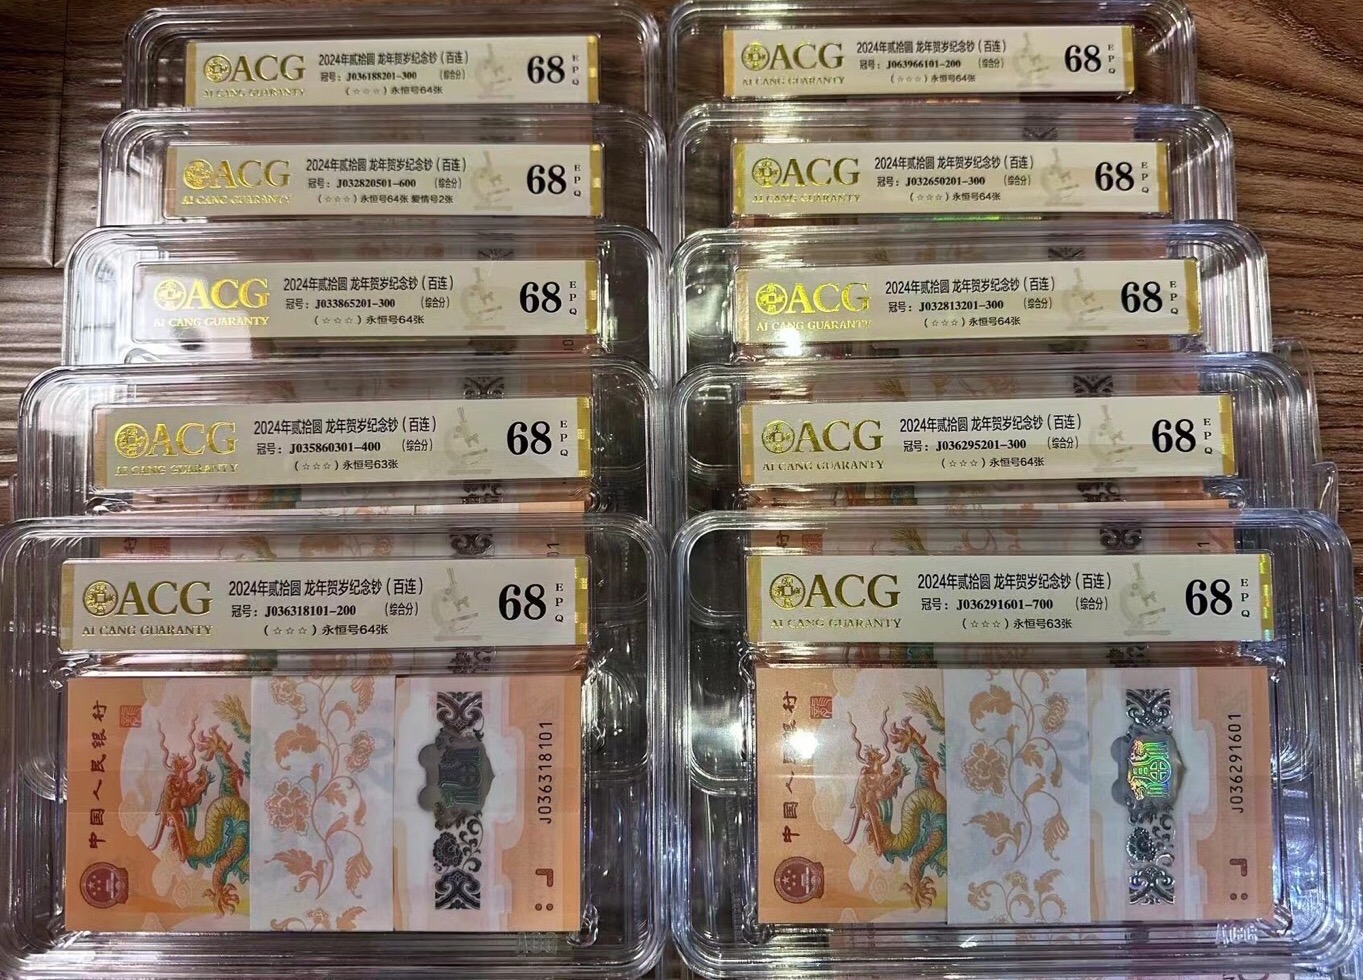 ACG
AI CANG GUARANTY
2024年贰拾圆 龙年贺岁纪念钞（百连）
冠号：J036188201-300 (综合分)
(☆☆☆) 永恒号64张
68
EPQ
ACG
AI CANG GUARANTY
2024年贰拾圆 龙年贺岁纪念钞（百连）
冠号：J063966101-200 (综合分)
(☆☆☆) 永恒号64张
68
EPQ
ACG
AI CANG GUARANTY
2024年贰拾圆 龙年贺岁纪念钞（百连）
冠号：J032820501-600 (综合分)
(☆☆☆) 永恒号64张 爱情号2张
68
EPQ
ACG
AI CANG GUARANTY
2024年贰拾圆 龙年贺岁纪念钞（百连）
冠号：J032650201-300 (综合分)
(☆☆☆) 永恒号64张
68
EPQ
ACG
AI CANG GUARANTY
2024年贰拾圆 龙年贺岁纪念钞（百连）
冠号：J033865201-300 (综合分)
(☆☆☆) 永恒号64张
68
EPQ
ACG
AI CANG GUARANTY
2024年贰拾圆 龙年贺岁纪念钞（百连）
冠号：J032813201-300 (综合分)
(☆☆☆) 永恒号64张
68
EPQ
ACG
AI CANG GUARANTY
2024年贰拾圆 龙年贺岁纪念钞（百连）
冠号：J035860301-400 (综合分)
(☆☆☆) 永恒号63张
68
EPQ
ACG
AI CANG GUARANTY
2024年贰拾圆 龙年贺岁纪念钞（百连）
冠号：J036295201-300 (综合分)
(☆☆☆) 永恒号64张
68
EPQ
ACG
AI CANG GUARANTY
2024年贰拾圆 龙年贺岁纪念钞（百连）
冠号：J036318101-200 (综合分)
(☆☆☆) 永恒号64张
68
EPQ
中国人民银行
J036318101
ACG
AI CANG GUARANTY
2024年贰拾圆 龙年贺岁纪念钞（百连）
冠号：J036291601-700 (综合分)
(☆☆☆) 永恒号63张
68
EPQ
中国人民银行
J036291601